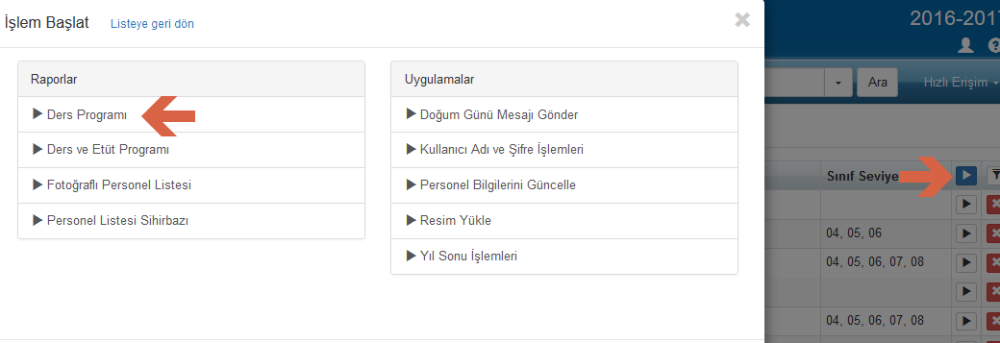 İşlem Başlat Listeye geri dön
Raporlar
Ders Programı
Ders ve Etüt Programı
Fotoğraflı Personel Listesi
Personel Listesi Sihirbazı
Uygulamalar
Doğum Günü Mesajı Gönder
Kullanıcı Adı ve Şifre İşlemleri
Personel Bilgilerini Güncelle
Resim Yükle
Yıl Sonu İşlemleri
2016-2017
Ara Hızlı Erişim
Sınıf Seviye
04, 05, 06
04, 05, 06, 07, 08
04, 05, 06, 07, 08